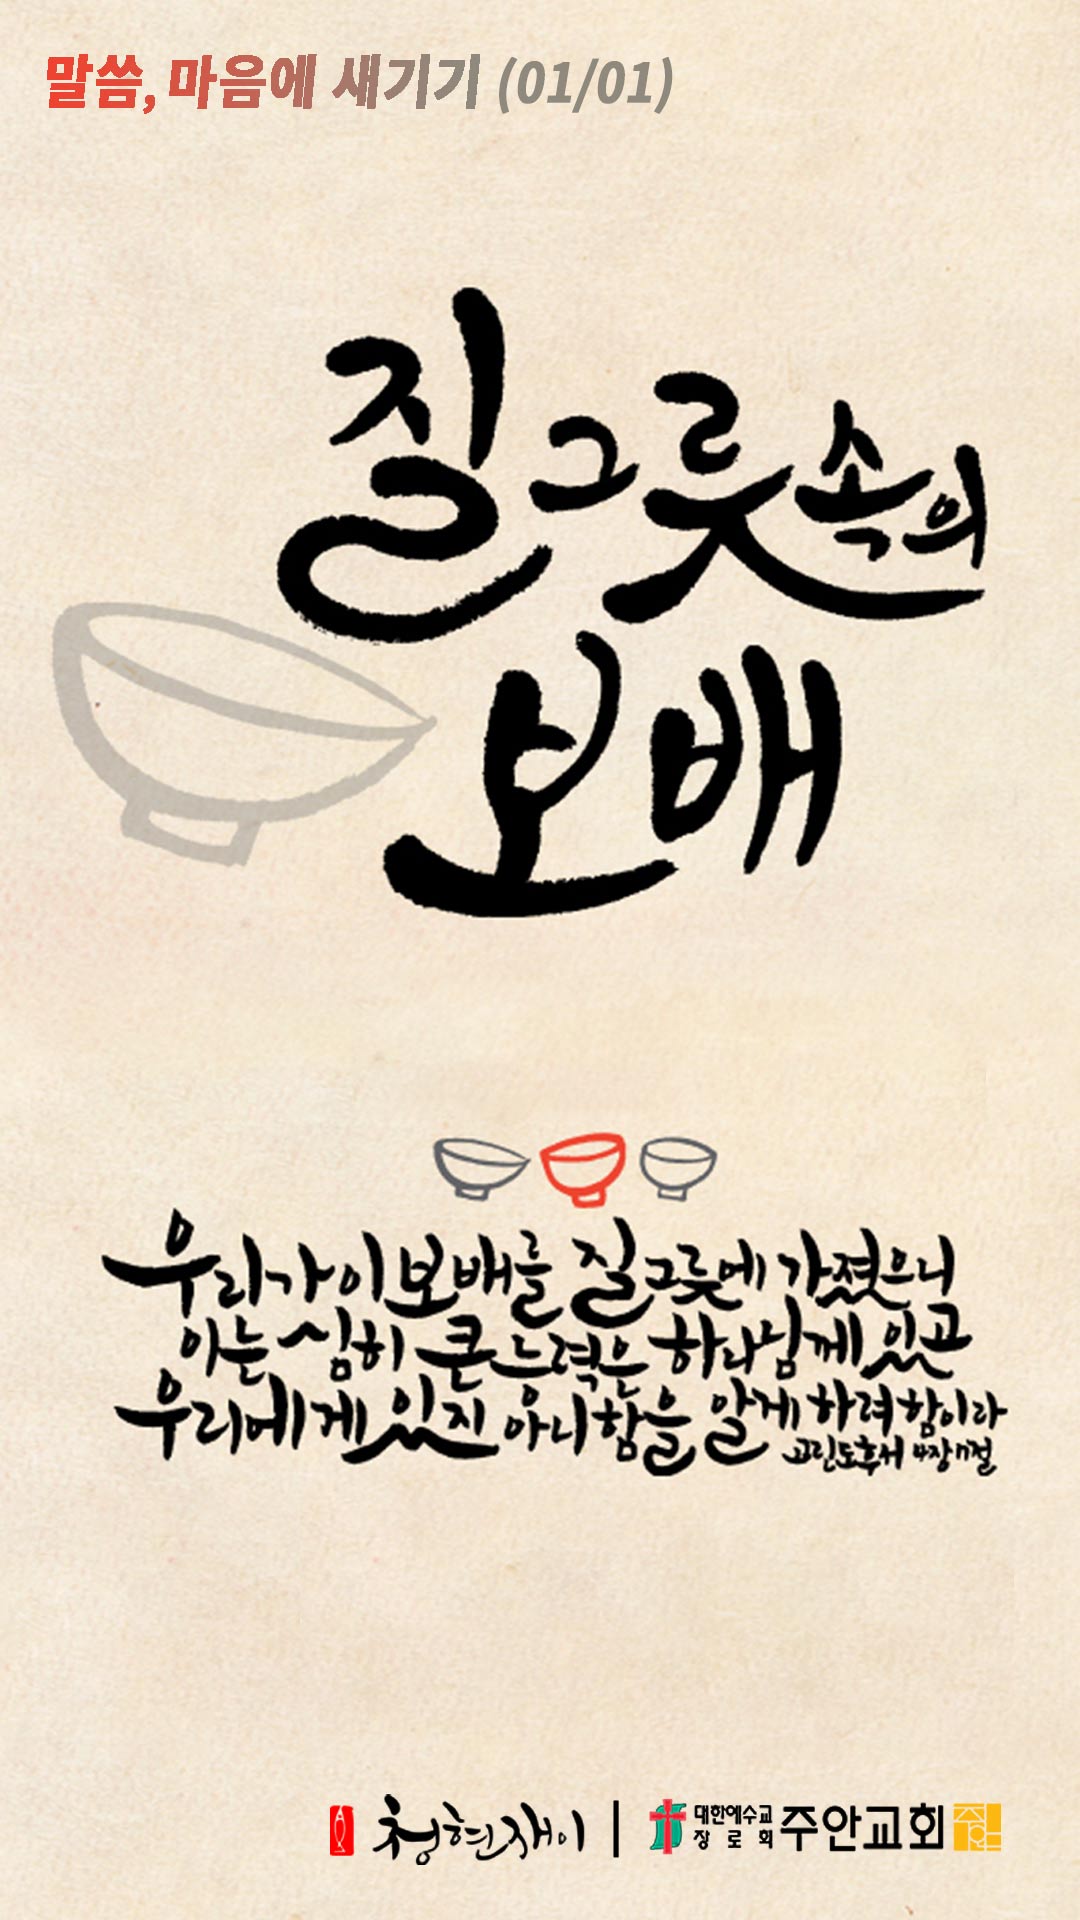 말씀, 마음에 새기기 (01/01)
질그릇 속의
보배
우리가 이 보배를 질그릇에 가졌으니
이는 심히 큰 능력은 하나님께 있고
우리에게 있지 아니함을 알게 하려 함이라
고린도후서 4장 7절
청현재이 | 대한예수교장로회 주안교회 주안